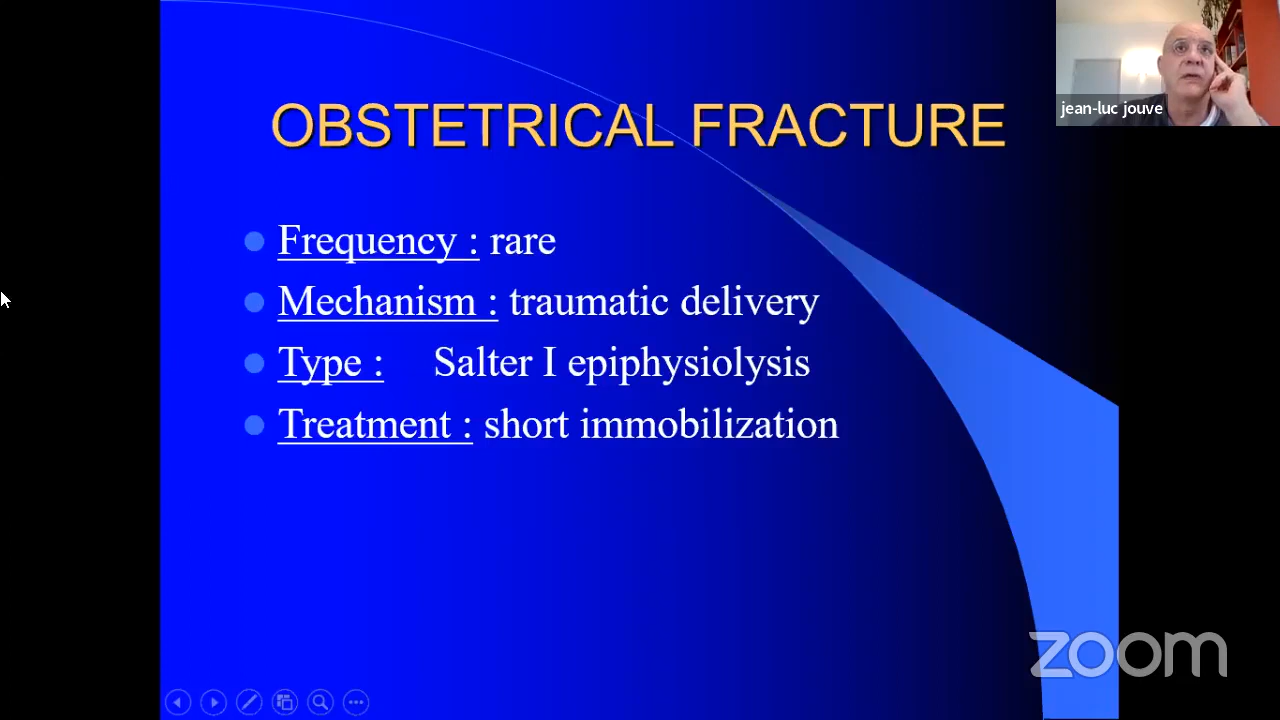 jean-luc jouve
OBSTETRICAL FRACTURE
Frequency : rare
Mechanism : traumatic delivery
Type : Salter I epiphysiolysis
Treatment : short immobilization
zoom